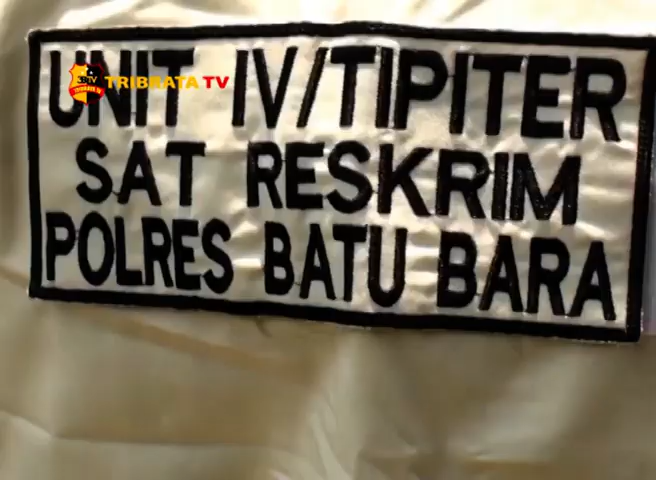 TRIBRATA TV
UNIT IV/TIPITER
SAT RESKRIM
POLRES BATU BARA